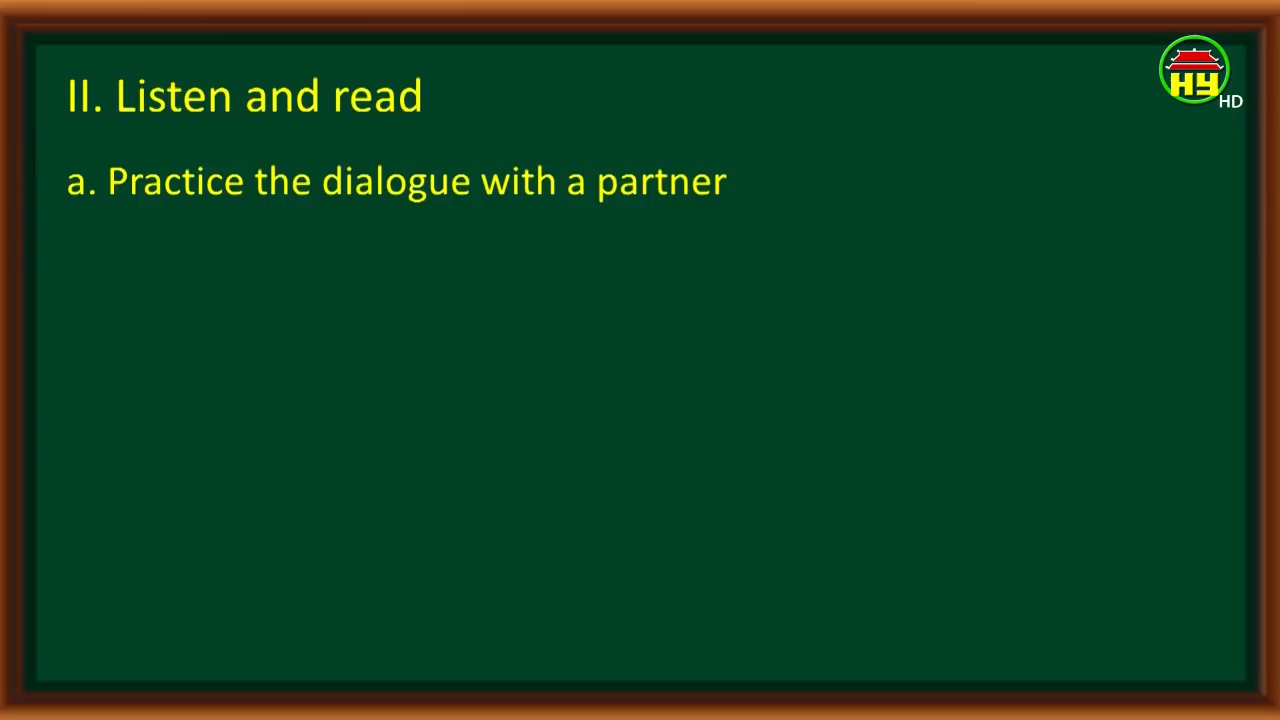 II. Listen and read
HY
HD
a. Practice the dialogue with a partner